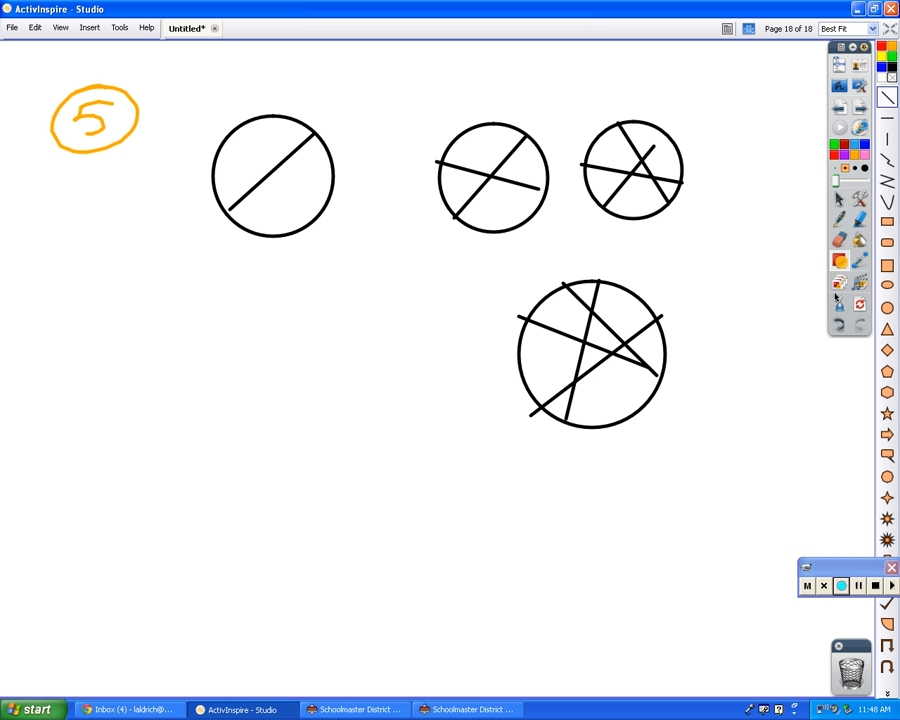 ActivInspire - Studio
File Edit View Insert Tools Help Untitled* Page 18 of 18 Best Fit
5
M
start Inbox (4) - laldrich@... ActivInspire - Studio Schoolmaster District ... Schoolmaster District ... 11:48 AM